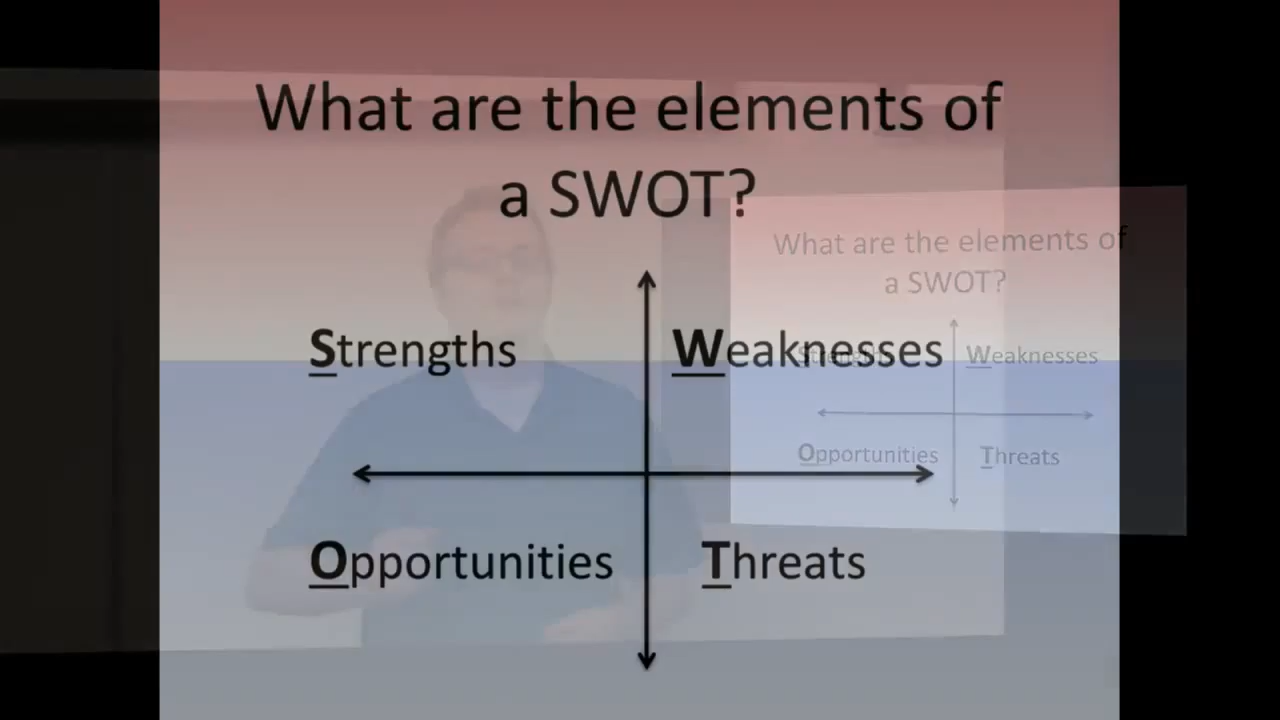 What are the elements of
a SWOT?
Strengths
Weaknesses
Opportunities
Threats
What are the elements of
a SWOT?
Strengths
Weaknesses
Opportunities
Threats